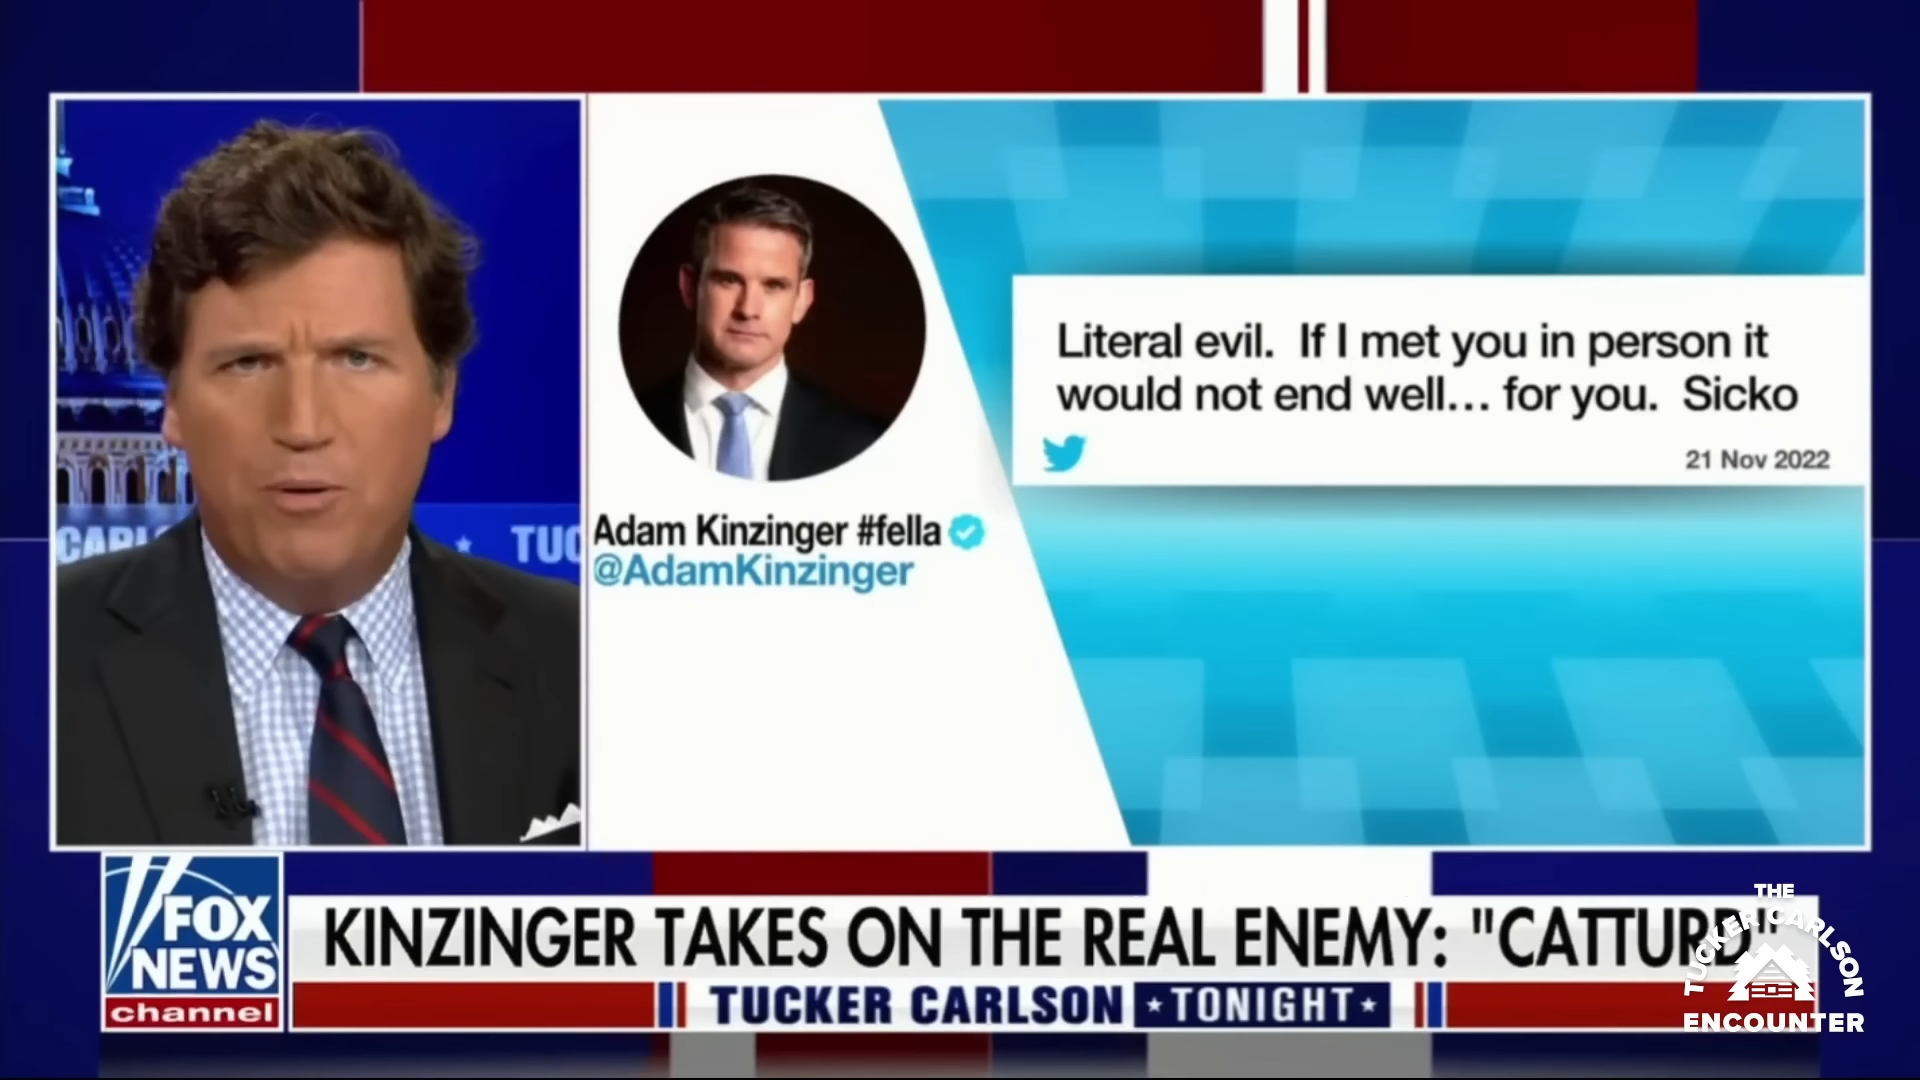 CARL
TUC
Adam Kinzinger #fella
@AdamKinzinger
Literal evil. If I met you in person it
would not end well... for you. Sicko
21 Nov 2022
FOX
NEWS
channel
KINZINGER TAKES ON THE REAL ENEMY: "CATTURD"
TUCKER CARLSON TONIGHT
THE
TUCKER CARLSON
ENCOUNTER